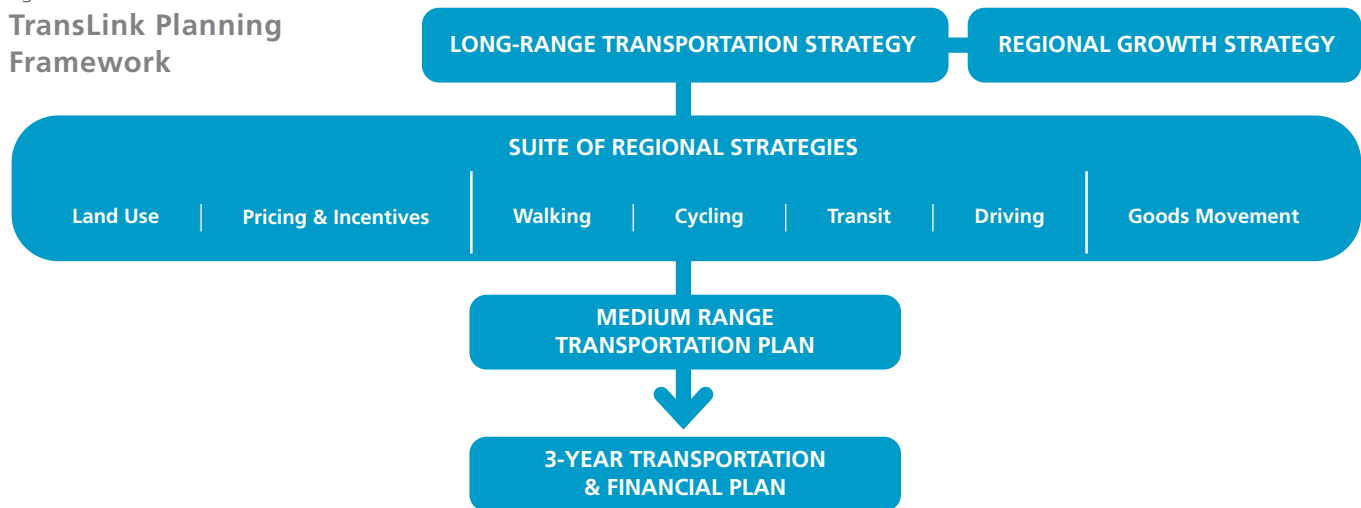 TransLink Planning
Framework
LONG-RANGE TRANSPORTATION STRATEGY
REGIONAL GROWTH STRATEGY
SUITE OF REGIONAL STRATEGIES
Land Use
Pricing & Incentives
Walking
Cycling
Transit
Driving
Goods Movement
MEDIUM RANGE
TRANSPORTATION PLAN
3-YEAR TRANSPORTATION
& FINANCIAL PLAN